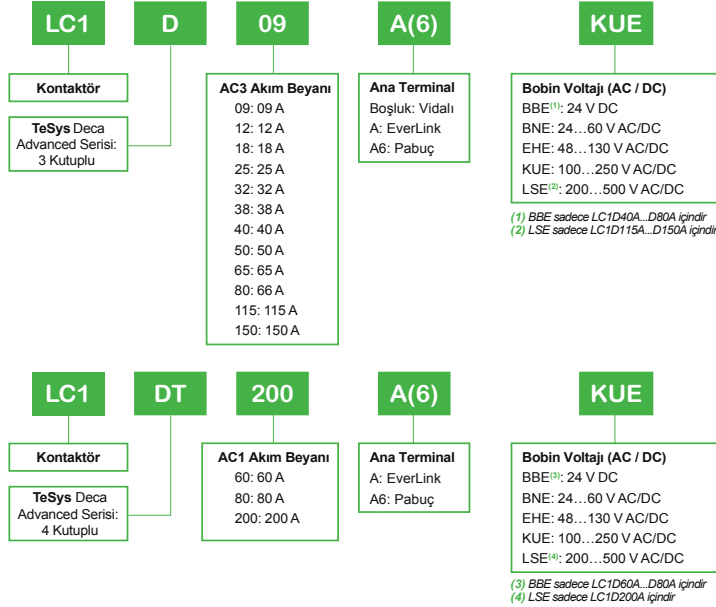 LC1 D 09 A(6) KUE
Kontaktör
TeSys Deca
Advanced Serisi:
3 Kutuplu
AC3 Akım Beyanı
09: 09 A
12: 12 A
18: 18 A
25: 25 A
32: 32 A
38: 38 A
40: 40 A
50: 50 A
65: 65 A
80: 66 A
115: 115 A
150: 150 A
Ana Terminal
Boşluk: Vidalı
A: EverLink
A6: Pabuç
Bobin Voltajı (AC / DC)
BBE(1): 24 V DC
BNE: 24…60 V AC/DC
EHE: 48…130 V AC/DC
KUE: 100…250 V AC/DC
LSE(2): 200…500 V AC/DC
(1) BBE sadece LC1D40A...D80A içindir
(2) LSE sadece LC1D115A...D150A içindir
LC1 DT 200 A(6) KUE
Kontaktör
TeSys Deca
Advanced Serisi:
4 Kutuplu
AC1 Akım Beyanı
60: 60 A
80: 80 A
200: 200 A
Ana Terminal
A: EverLink
A6: Pabuç
Bobin Voltajı (AC / DC)
BBE(3): 24 V DC
BNE: 24…60 V AC/DC
EHE: 48…130 V AC/DC
KUE: 100…250 V AC/DC
LSE(4): 200…500 V AC/DC
(3) BBE sadece LC1D60A...D80A içindir
(4) LSE sadece LC1D200A içindir